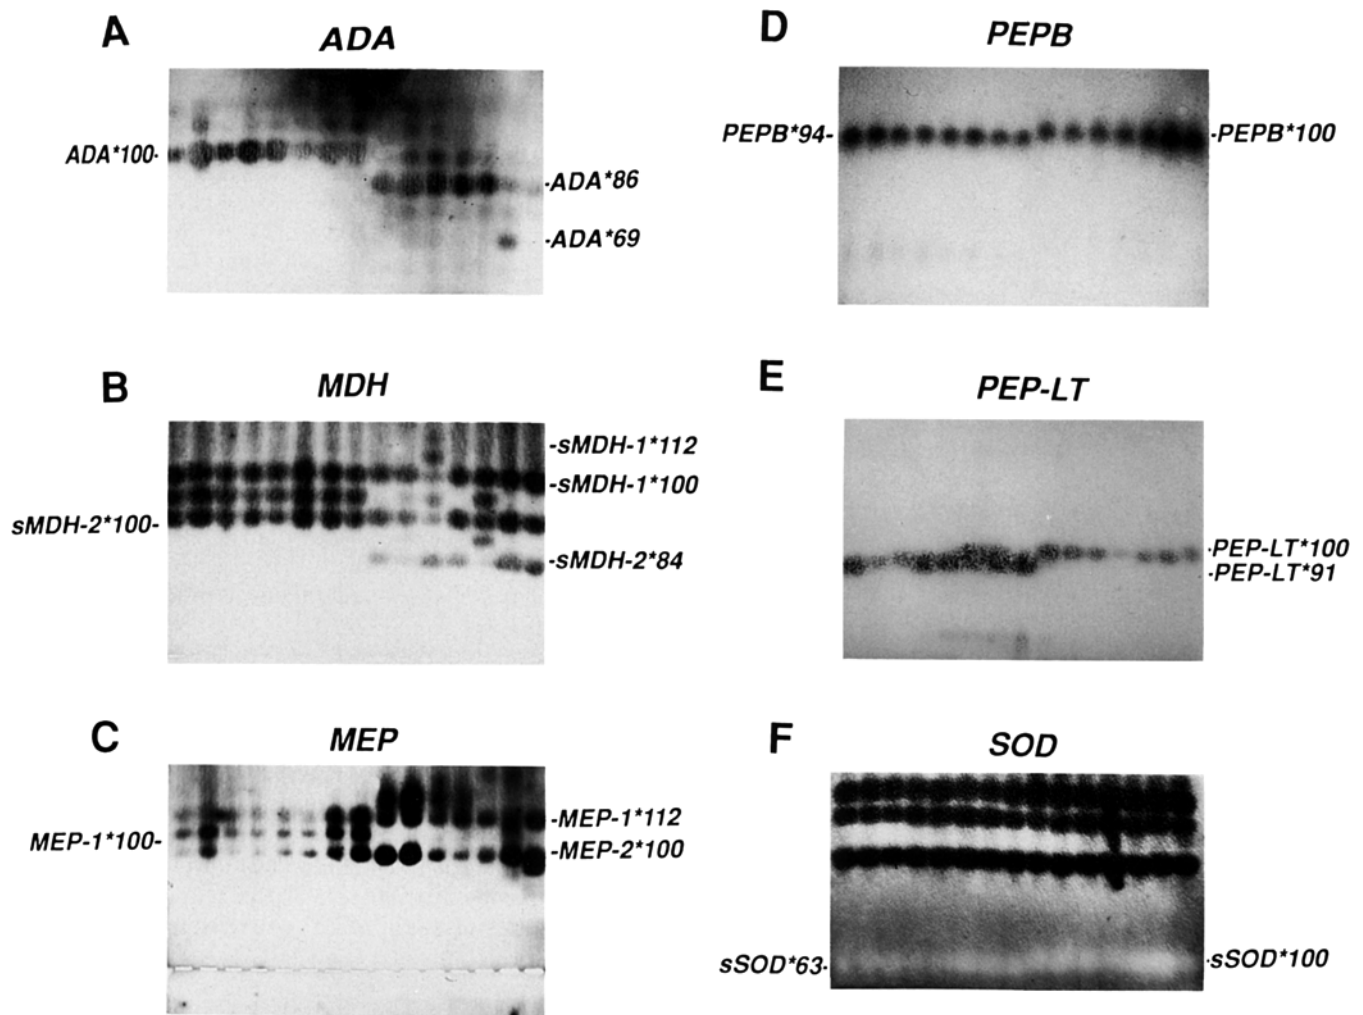 A
ADA
ADA*100-
-ADA*86
-ADA*69
B
MDH
-sMDH-1*112
-sMDH-1*100
sMDH-2*100-
-sMDH-2*84
C
MEP
-MEP-1*112
MEP-1*100-
-MEP-2*100
D
PEPB
PEPB*94-
-PEPB*100
E
PEP-LT
-PEP-LT*100
-PEP-LT*91
F
SOD
sSOD*63-
-sSOD*100